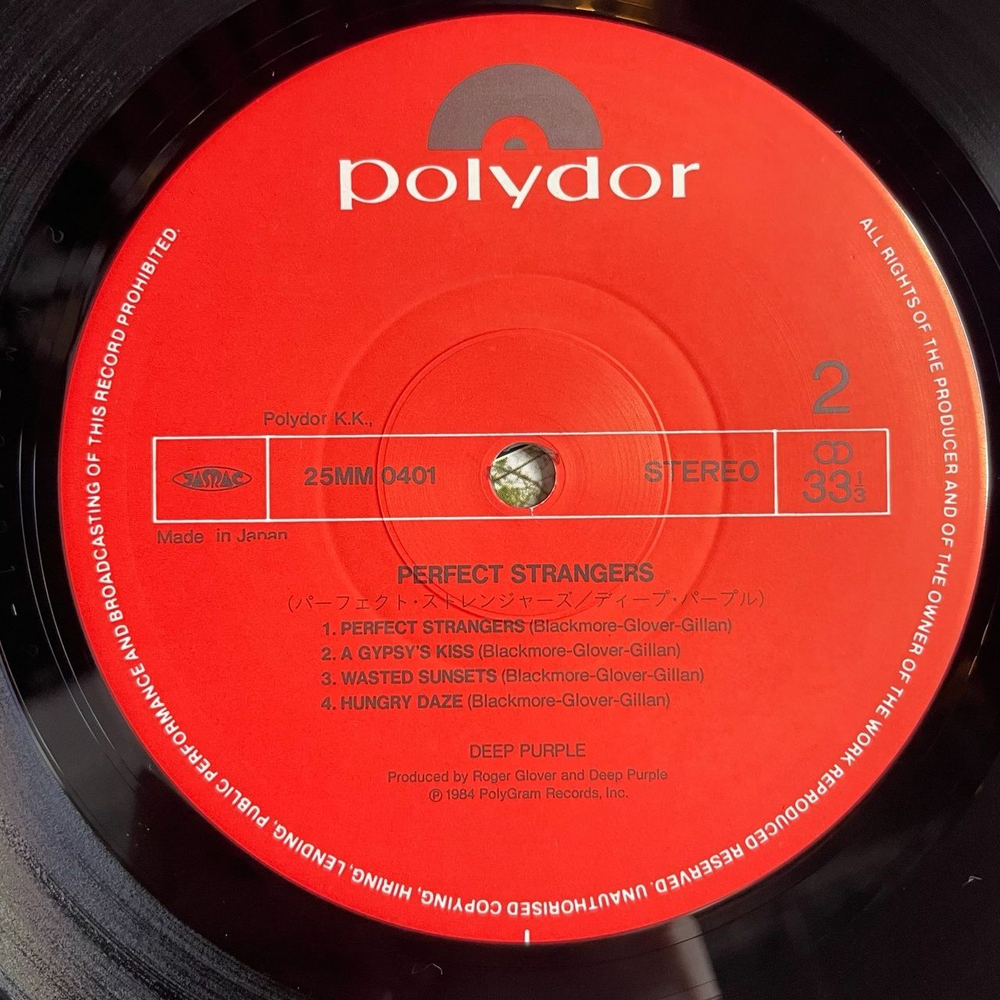 polydor
ALL RIGHTS OF THE PRODUCER AND OF THE OWNER OF THE WORK REPRODUCED RESERVED. UNAUTHORISED COPYING, HIRING, LENDING, PUBLIC PERFORMANCE AND BROADCASTING OF THIS RECORD PROHIBITED.
2
Polydor K.K.,
JASRAC 25MM 0401 STEREO 33 1/3
Made in Japan
PERFECT STRANGERS
(パーフェクト・ストレンジャーズ/ディープ・パープル)
1. PERFECT STRANGERS (Blackmore-Glover-Gillan)
2. A GYPSY'S KISS (Blackmore-Glover-Gillan)
3. WASTED SUNSETS (Blackmore-Glover-Gillan)
4. HUNGRY DAZE (Blackmore-Glover-Gillan)
DEEP PURPLE
Produced by Roger Glover and Deep Purple
℗ 1984 PolyGram Records, Inc.